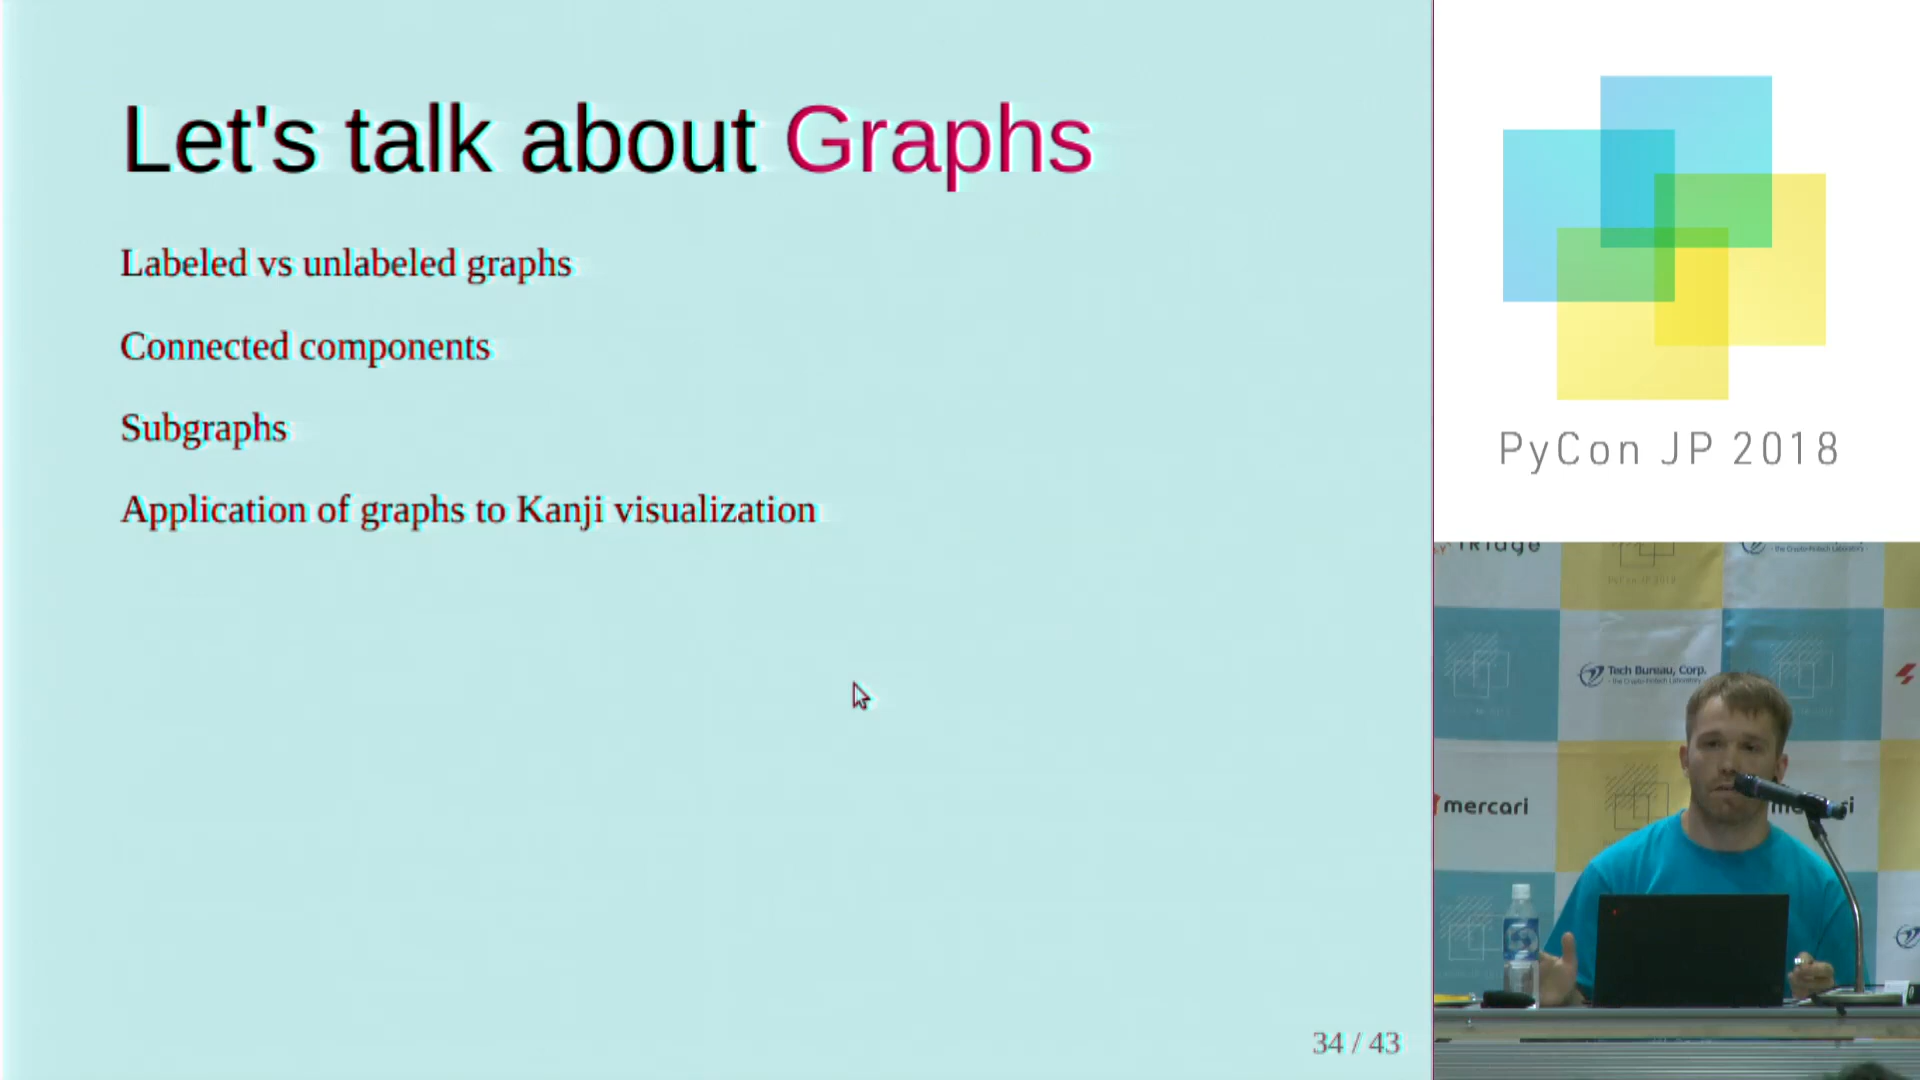 Let's talk about Graphs
Labeled vs unlabeled graphs
Connected components
Subgraphs
Application of graphs to Kanji visualization
34 / 43
PyCon JP 2018
Tech Bureau, Corp.
mercari